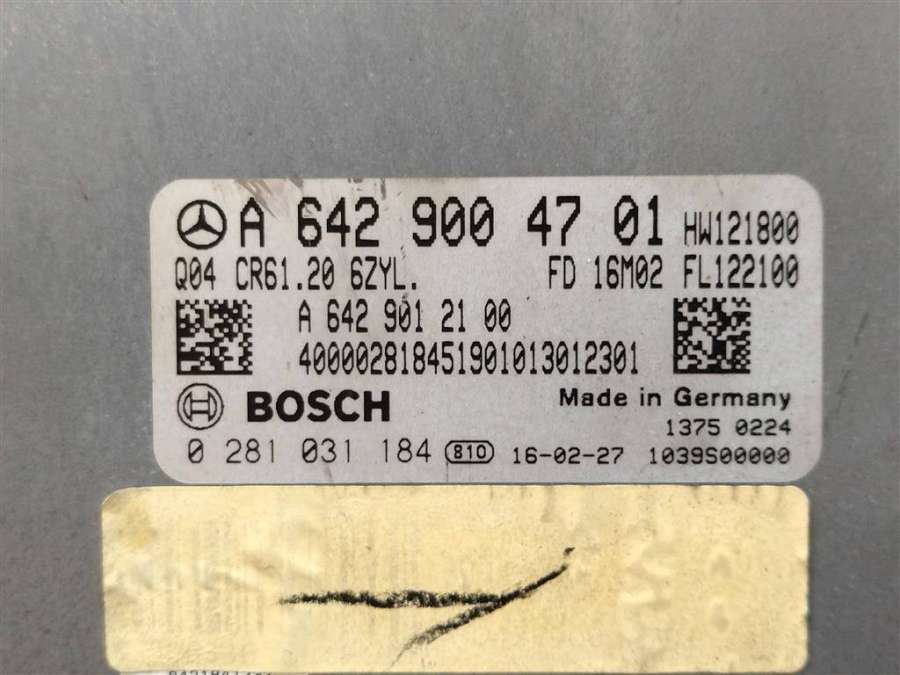 A 642 900 47 01 HW121800
Q04 CR61.20 6ZYL. FD 16M02 FL122100
A 642 901 21 00
400002818451901013012301
BOSCH Made in Germany
1375 0224
0 281 031 184 810 16-02-27 1039S00000